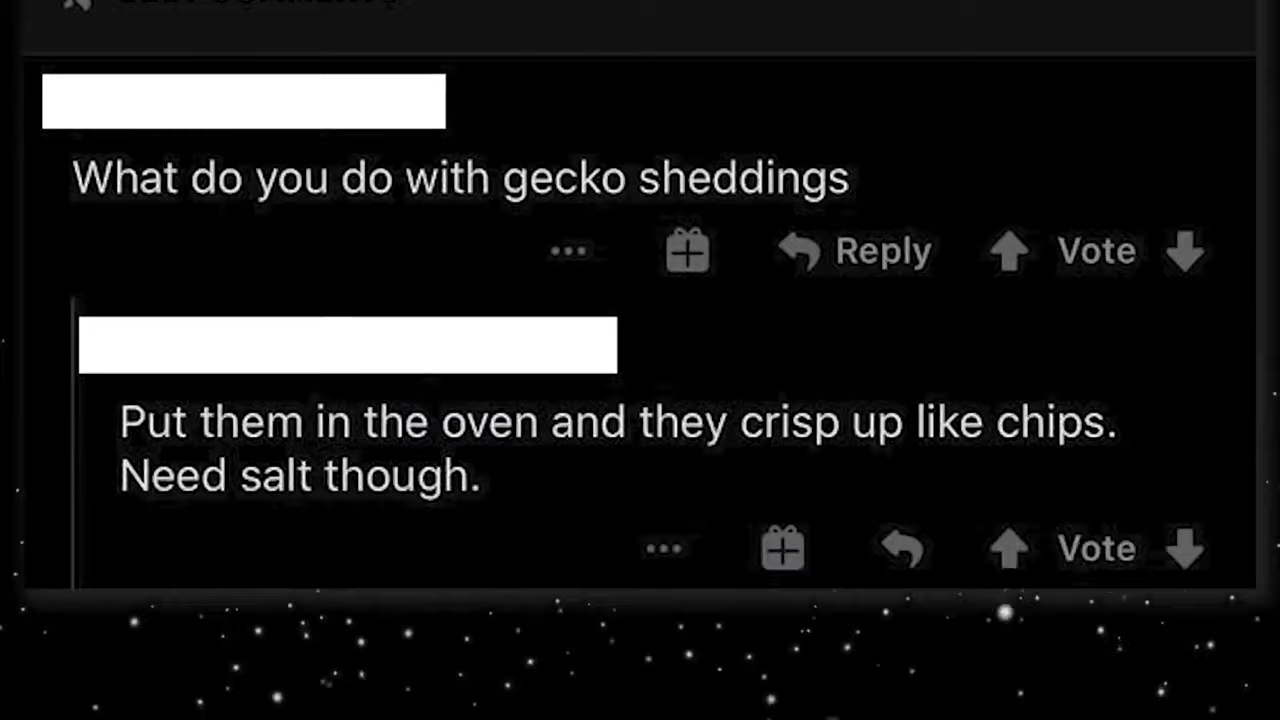 What do you do with gecko sheddings
Reply Vote
Put them in the oven and they crisp up like chips.
Need salt though.
Vote